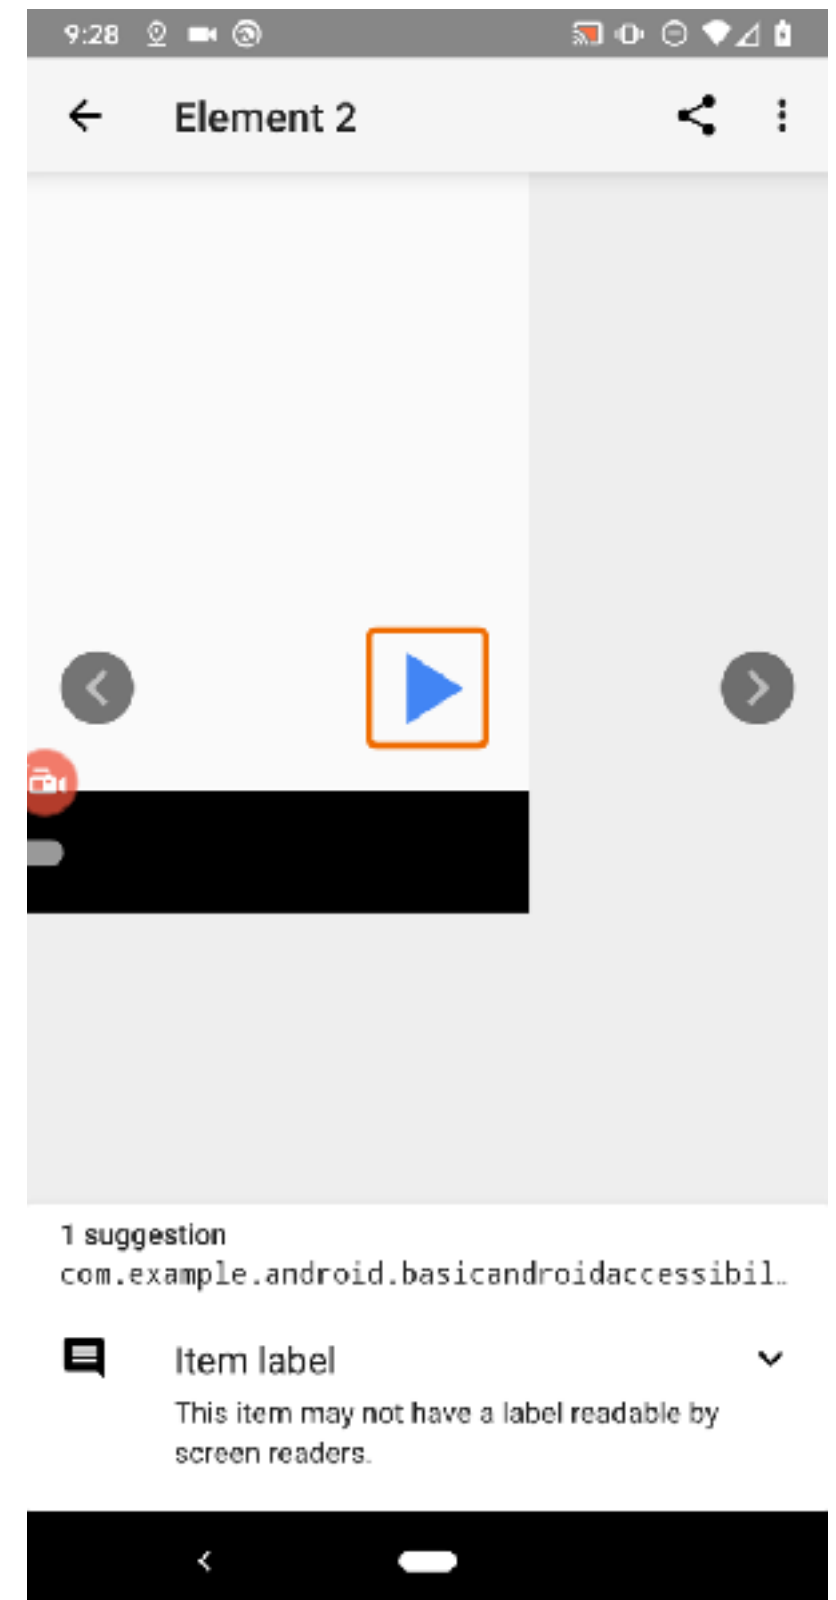 9:28
Element 2
1 suggestion
com.example.android.basicandroidaccessibil…
Item label
This item may not have a label readable by
screen readers.